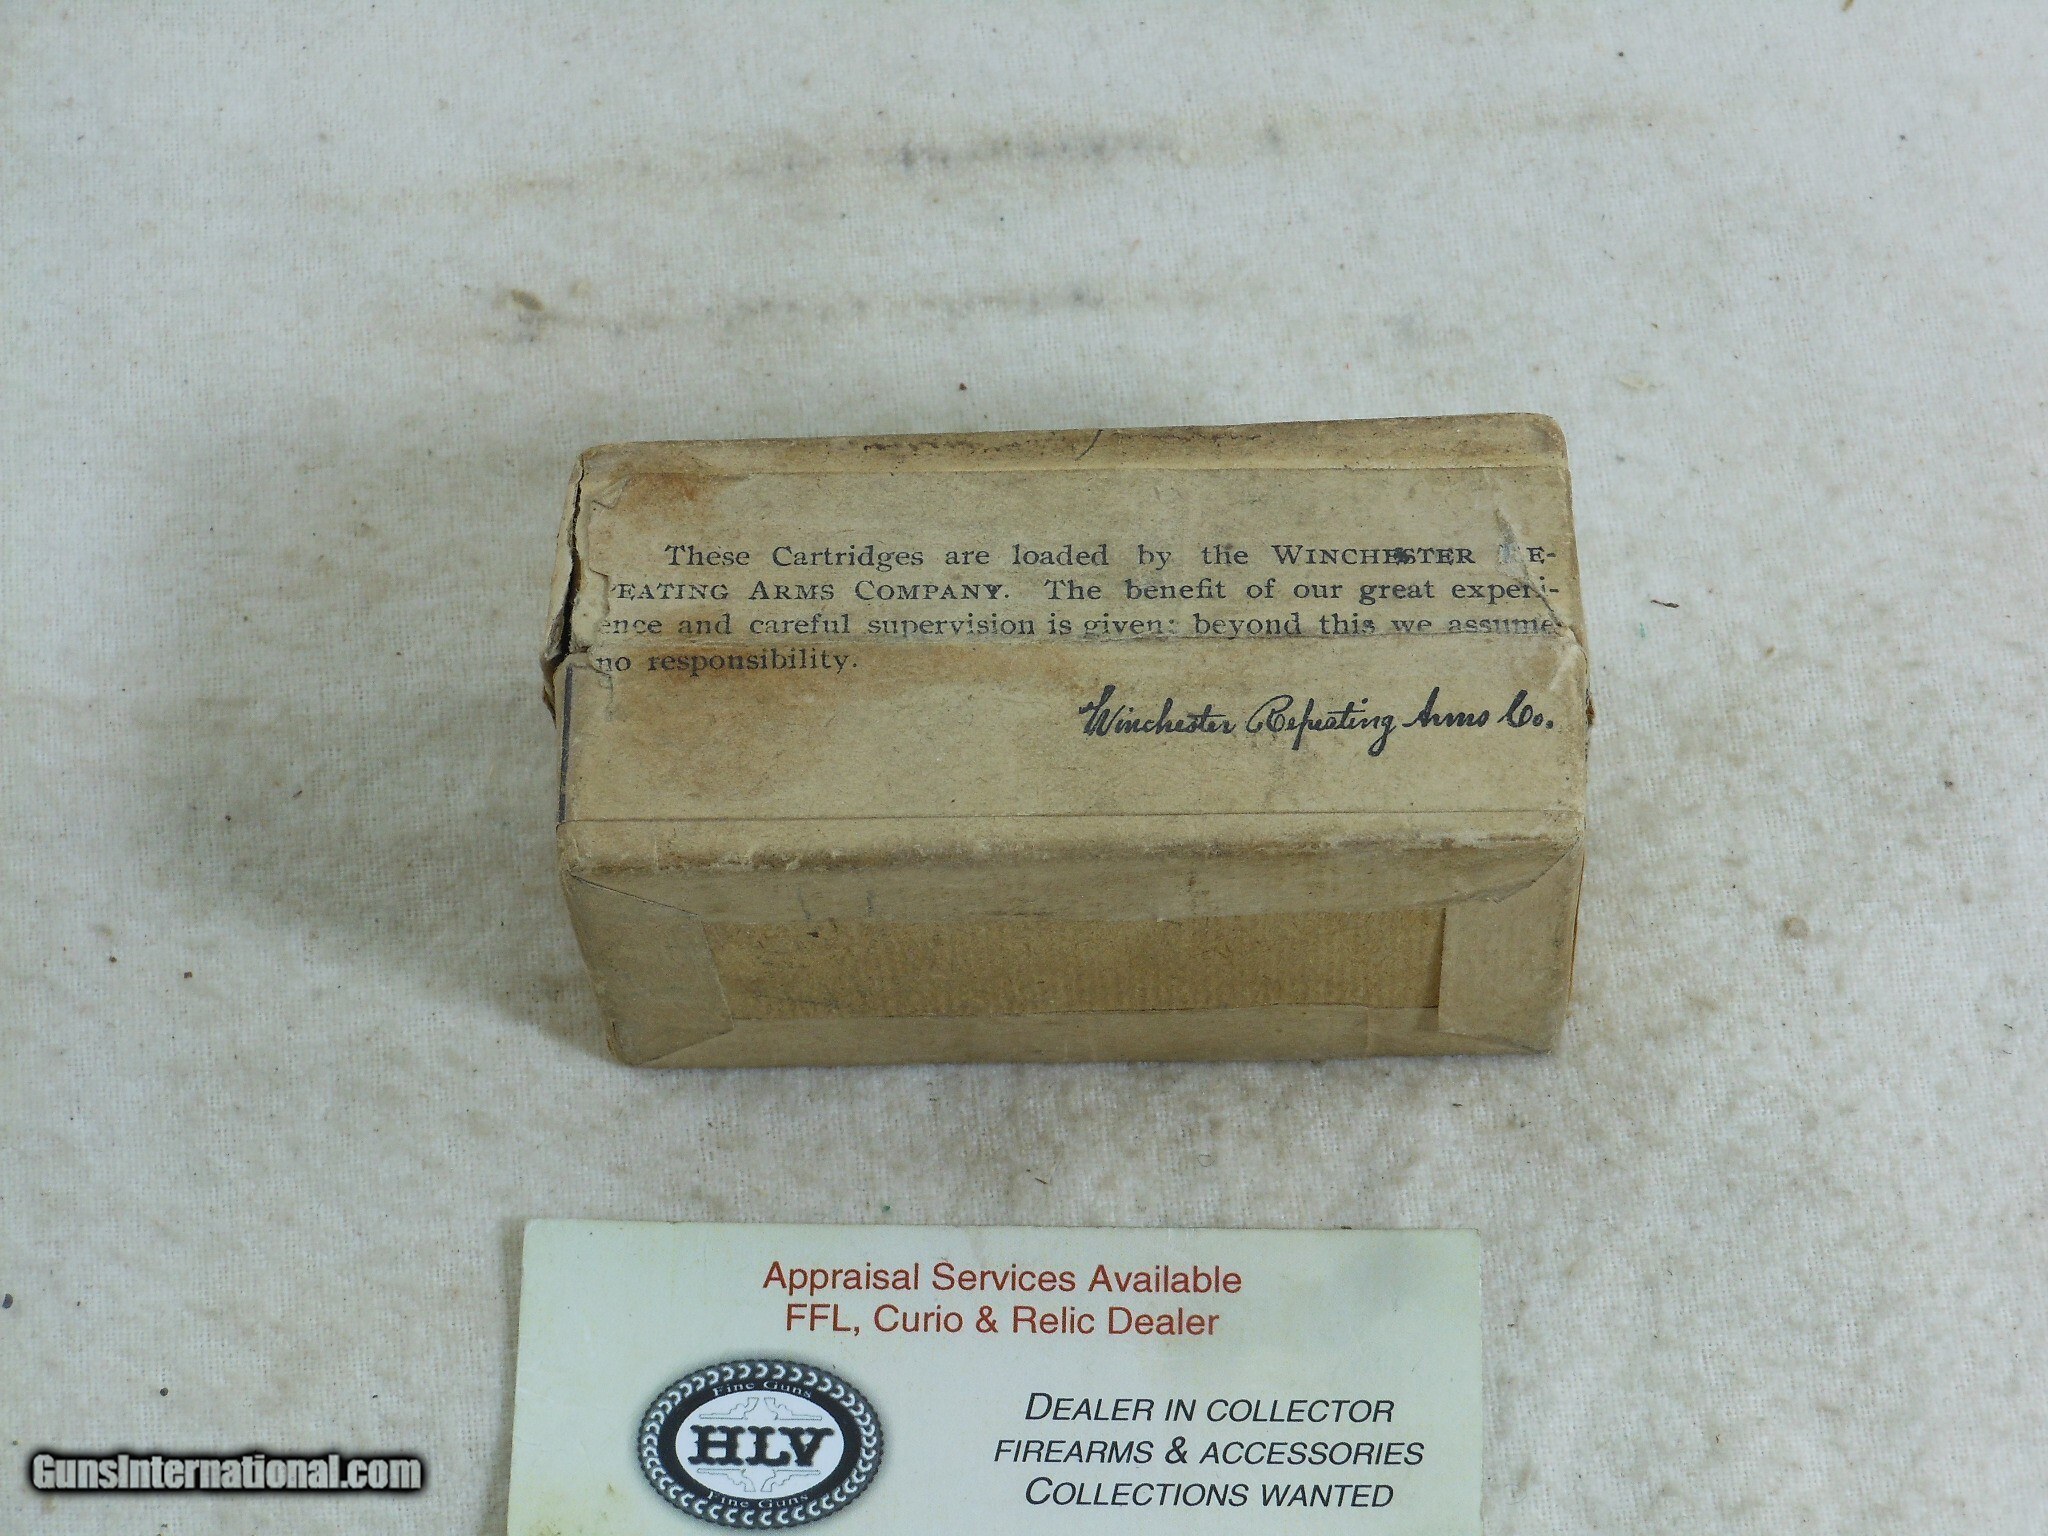 These Cartridges are loaded by the WINCHESTER RE-
PEATING ARMS COMPANY. The benefit of our great experi-
ence and careful supervision is given; beyond this we assume
no responsibility.
Winchester Repeating Arms Co.
Appraisal Services Available
FFL, Curio & Relic Dealer
Fine Guns
HLV
Fine Guns
DEALER IN COLLECTOR
FIREARMS & ACCESSORIES
COLLECTIONS WANTED
GunsInternational.com